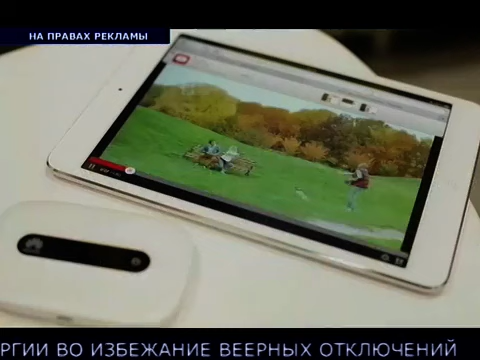 НА ПРАВАХ РЕКЛАМЫ
РГИИ ВО ИЗБЕЖАНИЕ ВЕЕРНЫХ ОТКЛЮЧЕНИЙ